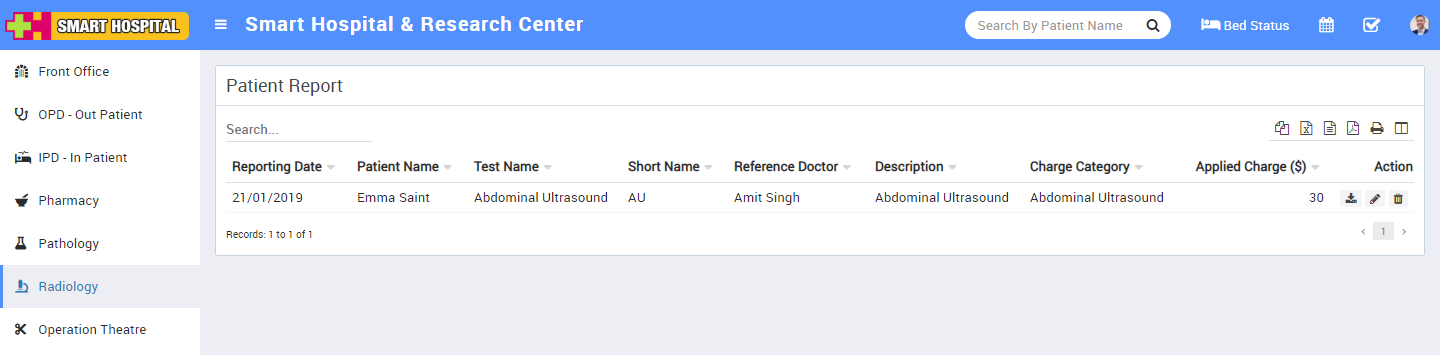 SMART HOSPITAL
Smart Hospital & Research Center
Search By Patient Name
Bed Status
Front Office
OPD - Out Patient
IPD - In Patient
Pharmacy
Pathology
Radiology
Operation Theatre
Patient Report
Search...
Reporting Date Patient Name Test Name Short Name Reference Doctor Description Charge Category Applied Charge ($) Action
21/01/2019 Emma Saint Abdominal Ultrasound AU Amit Singh Abdominal Ultrasound Abdominal Ultrasound 30
Records: 1 to 1 of 1
1